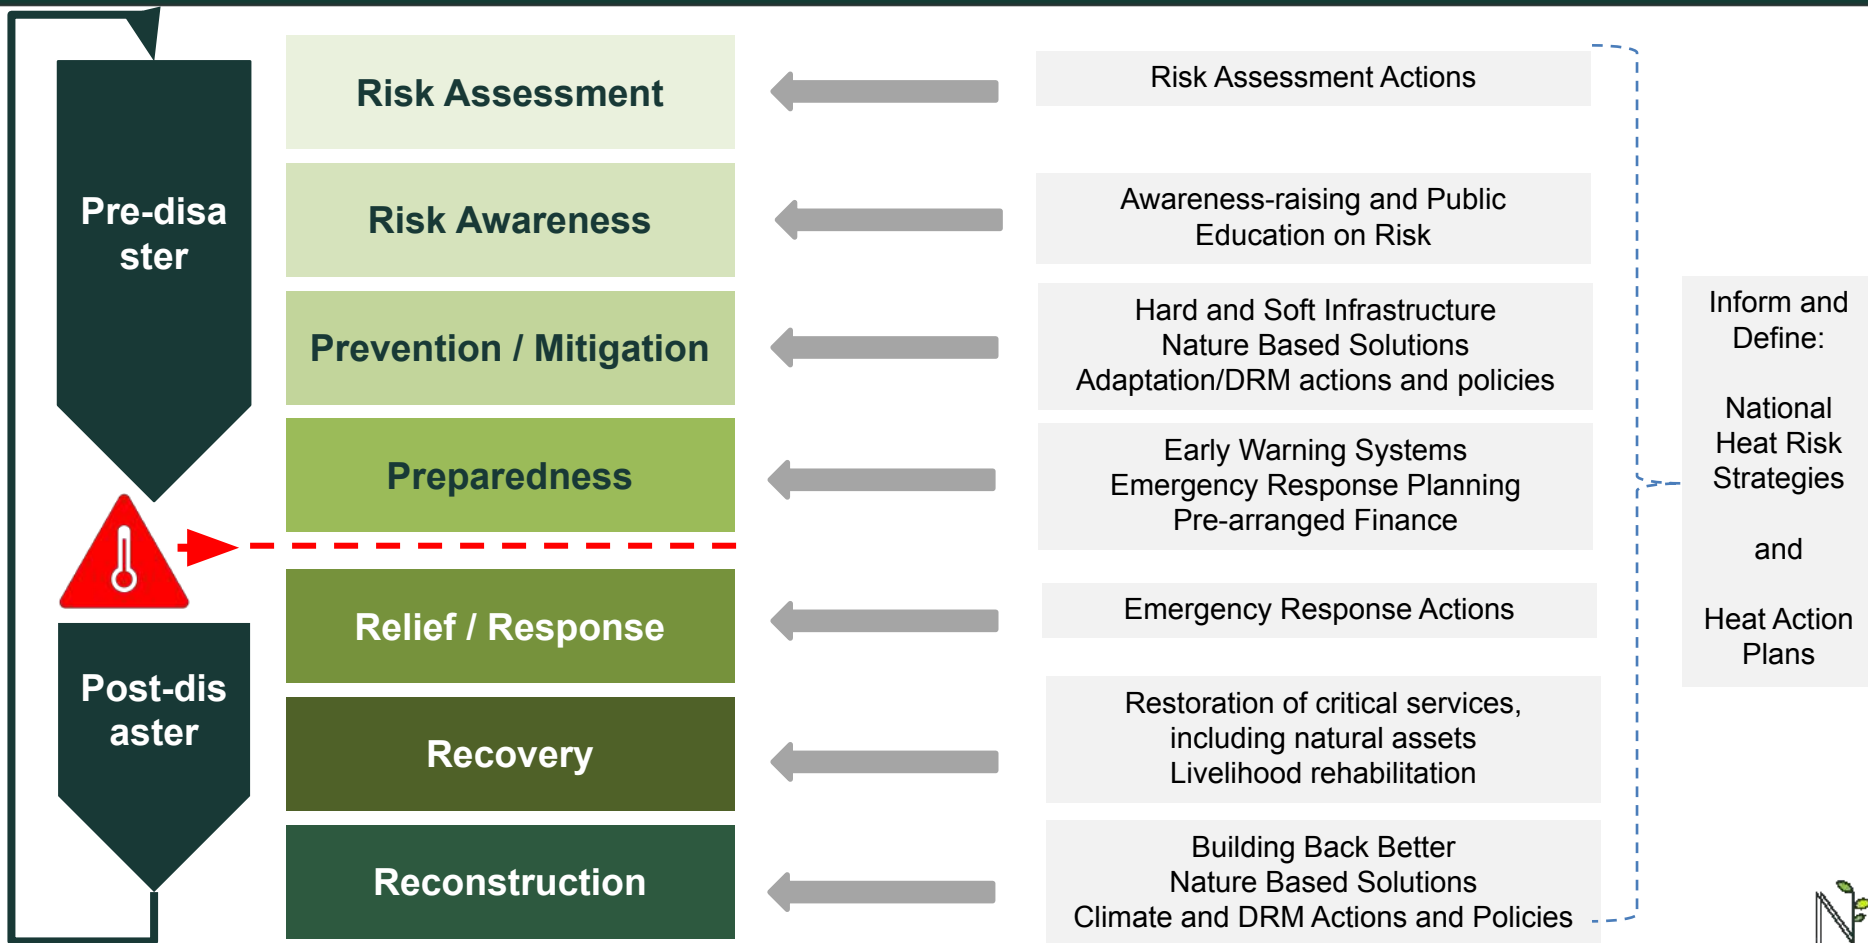 Pre-disa
ster
Risk Assessment
Risk Assessment Actions
Risk Awareness
Awareness-raising and Public
Education on Risk
Prevention / Mitigation
Hard and Soft Infrastructure
Nature Based Solutions
Adaptation/DRM actions and policies
Preparedness
Early Warning Systems
Emergency Response Planning
Pre-arranged Finance
Post-dis
aster
Relief / Response
Emergency Response Actions
Recovery
Restoration of critical services,
including natural assets
Livelihood rehabilitation
Reconstruction
Building Back Better
Nature Based Solutions
Climate and DRM Actions and Policies
Inform and
Define:
National
Heat Risk
Strategies
and
Heat Action
Plans
N